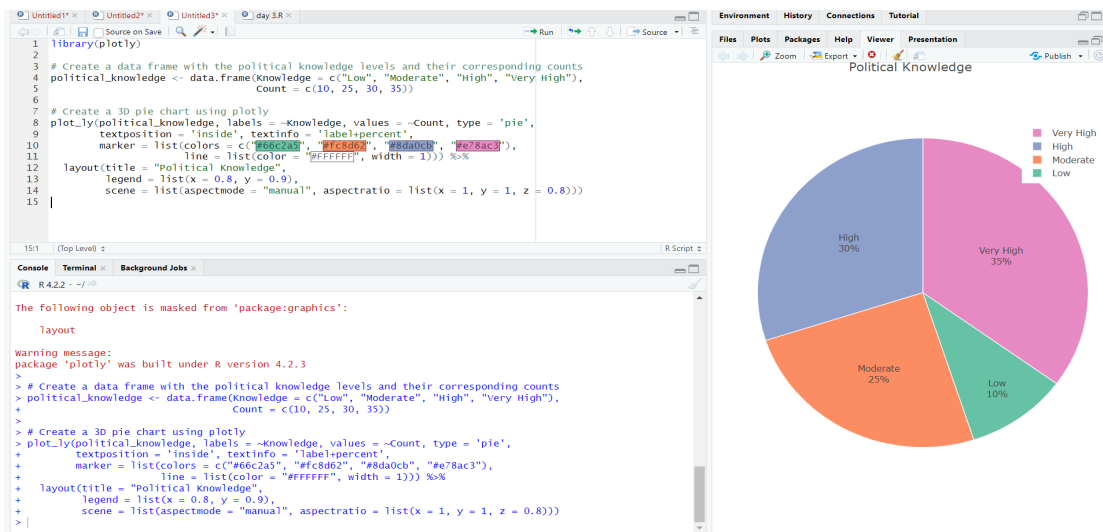 Untitled1* × Untitled2* × Untitled3* × day 3.R ×
Source on Save Run Source
1 library(plotly)
2
3 # Create a data frame with the political knowledge levels and their corresponding counts
4 political_knowledge <- data.frame(Knowledge = c("Low", "Moderate", "High", "Very High"),
5 Count = c(10, 25, 30, 35))
6
7 # Create a 3D pie chart using plotly
8 plot_ly(political_knowledge, labels = ~Knowledge, values = ~Count, type = 'pie',
9 textposition = 'inside', textinfo = 'label+percent',
10 marker = list(colors = c("#66c2a5", "#fc8d62", "#8da0cb", "#e78ac3"),
11 line = list(color = "#FFFFFF", width = 1))) %>%
12 layout(title = "Political Knowledge",
13 legend = list(x = 0.8, y = 0.9),
14 scene = list(aspectmode = "manual", aspectratio = list(x = 1, y = 1, z = 0.8)))
15
15:1 (Top Level) R Script
Console Terminal × Background Jobs ×
R 4.2.2 · ~/
The following object is masked from ‘package:graphics’:
layout
Warning message:
package ‘plotly’ was built under R version 4.2.3
>
> # Create a data frame with the political knowledge levels and their corresponding counts
> political_knowledge <- data.frame(Knowledge = c("Low", "Moderate", "High", "Very High"),
+ Count = c(10, 25, 30, 35))
>
> # Create a 3D pie chart using plotly
> plot_ly(political_knowledge, labels = ~Knowledge, values = ~Count, type = 'pie',
+ textposition = 'inside', textinfo = 'label+percent',
+ marker = list(colors = c("#66c2a5", "#fc8d62", "#8da0cb", "#e78ac3"),
+ line = list(color = "#FFFFFF", width = 1))) %>%
+ layout(title = "Political Knowledge",
+ legend = list(x = 0.8, y = 0.9),
+ scene = list(aspectmode = "manual", aspectratio = list(x = 1, y = 1, z = 0.8)))
>
Environment History Connections Tutorial
Files Plots Packages Help Viewer Presentation
Zoom Export Publish
Political Knowledge
Very High
High
Moderate
Low
High
30%
Very High
35%
Moderate
25%
Low
10%